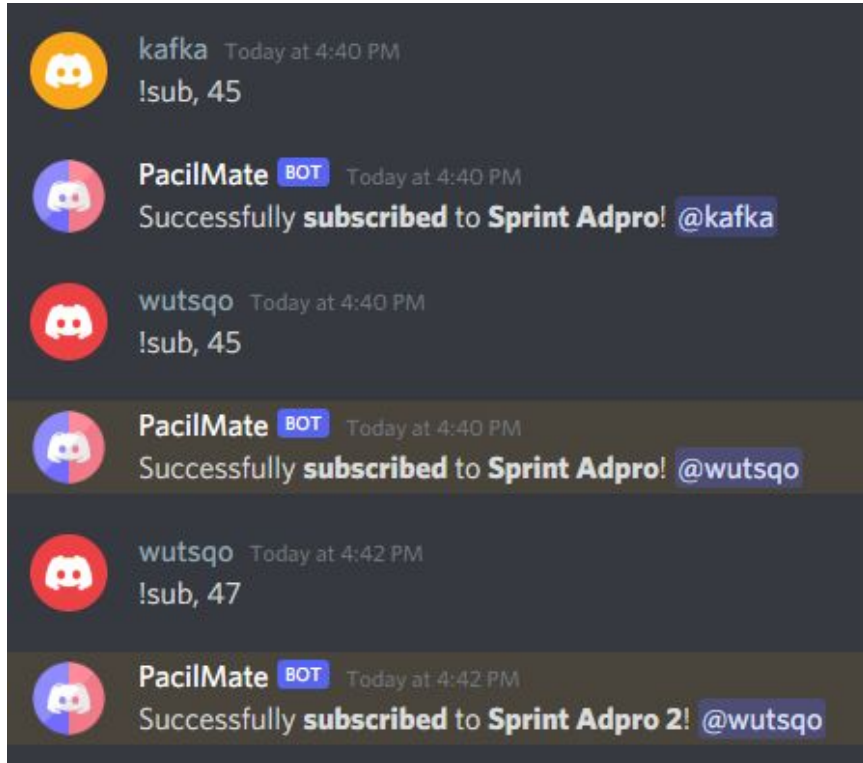 kafka Today at 4:40 PM
!sub, 45
PacilMate BOT Today at 4:40 PM
Successfully subscribed to Sprint Adpro! @kafka
wutsqo Today at 4:40 PM
!sub, 45
PacilMate BOT Today at 4:40 PM
Successfully subscribed to Sprint Adpro! @wutsqo
wutsqo Today at 4:42 PM
!sub, 47
PacilMate BOT Today at 4:42 PM
Successfully subscribed to Sprint Adpro 2! @wutsqo